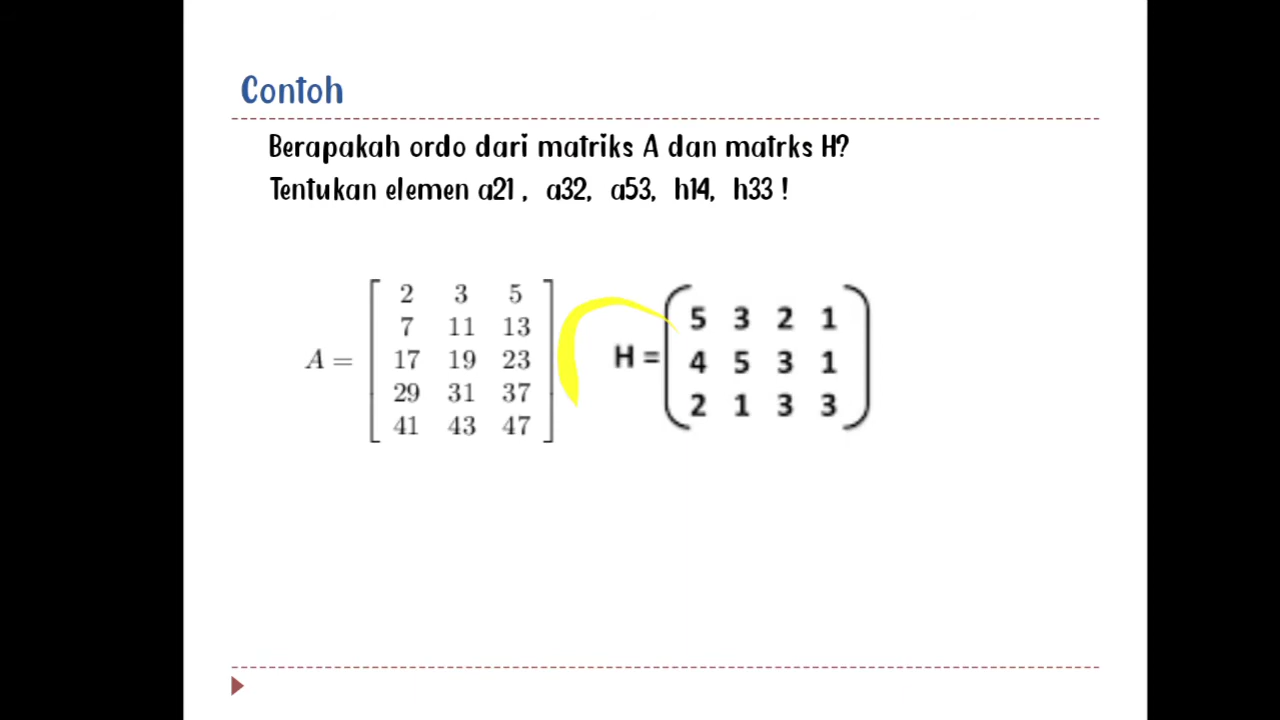 Contoh
Berapakah ordo dari matriks A dan matrks H?
Tentukan elemen a21 , a32, a53, h14, h33 !
A =
2 3 5
7 11 13
17 19 23
29 31 37
41 43 47
H =
5 3 2 1
4 5 3 1
2 1 3 3